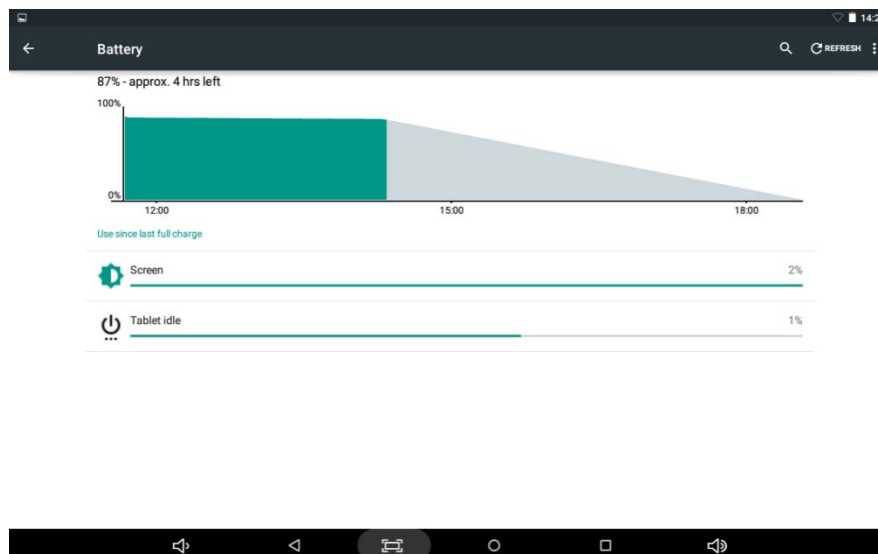 14:2
Battery
REFRESH
87% - approx. 4 hrs left
100%
0%
12:00 15:00 18:00
Use since last full charge
Screen 2%
Tablet idle 1%